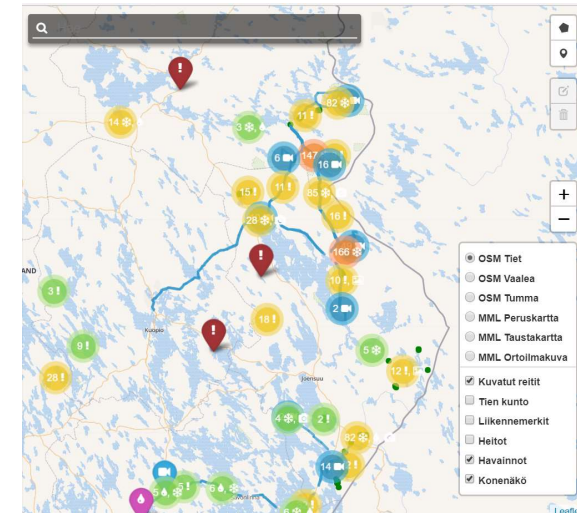 82
11
14
3
147
6
16
15
11
85
16
28
166
10
AND
3
2
18
Kuopio
9
5
28
12
Joensuu
4
2
82
14
5
5
6
+
−
OSM Tiet
OSM Vaalea
OSM Tumma
MML Peruskartta
MML Taustakartta
MML Ortoilmakuva
Kuvatut reitit
Tien kunto
Liikennemerkit
Heitot
Havainnot
Konenäkö